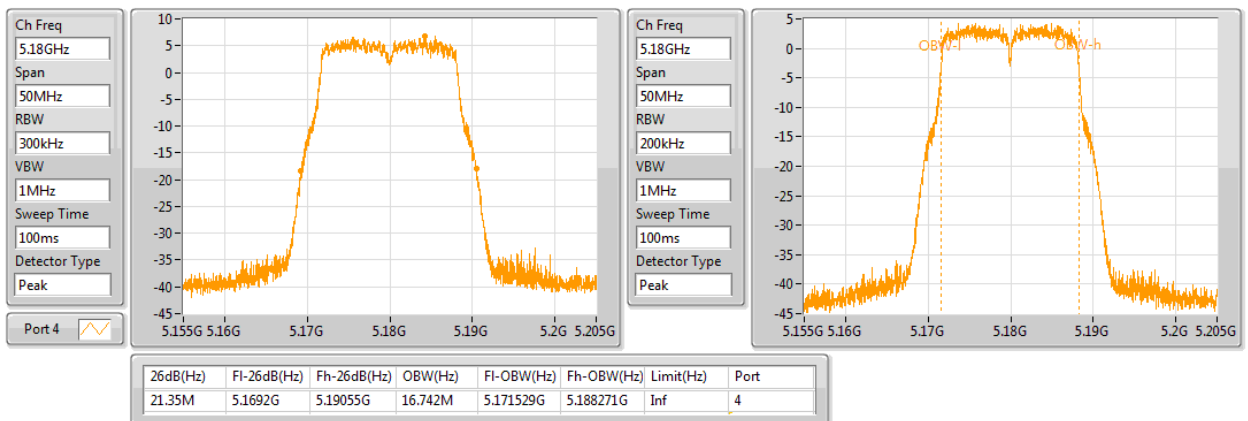 Ch Freq
5.18GHz
Span
50MHz
RBW
300kHz
VBW
1MHz
Sweep Time
100ms
Detector Type
Peak
Port 4
10
5
0
-5
-10
-15
-20
-25
-30
-35
-40
-45
5.155G 5.16G 5.17G 5.18G 5.19G 5.2G 5.205G
Ch Freq
5.18GHz
Span
50MHz
RBW
200kHz
VBW
1MHz
Sweep Time
100ms
Detector Type
Peak
5
0
-5
-10
-15
-20
-25
-30
-35
-40
-45
OBW-l OBW-h
5.155G 5.16G 5.17G 5.18G 5.19G 5.2G 5.205G
26dB(Hz) Fl-26dB(Hz) Fh-26dB(Hz) OBW(Hz) Fl-OBW(Hz) Fh-OBW(Hz) Limit(Hz) Port
21.35M 5.1692G 5.19055G 16.742M 5.171529G 5.188271G Inf 4